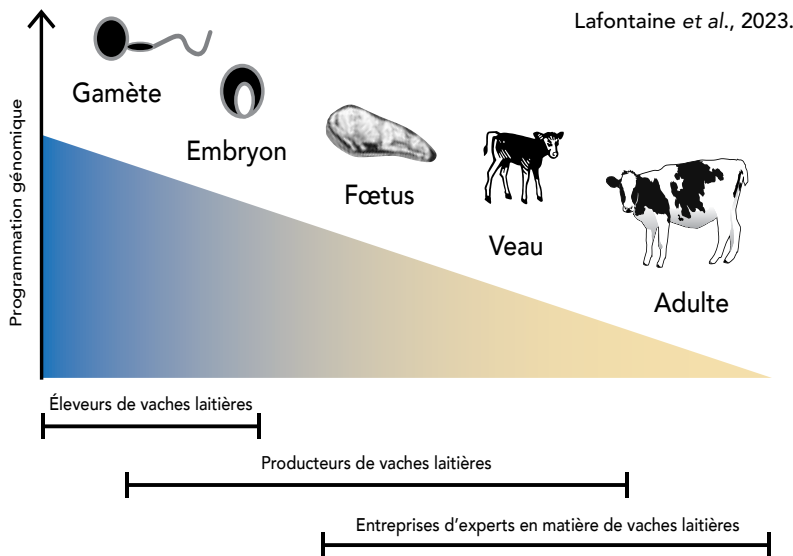 Lafontaine et al., 2023.
Gamète
Embryon
Fœtus
Veau
Adulte
Programmation génomique
Éleveurs de vaches laitières
Producteurs de vaches laitières
Entreprises d'experts en matière de vaches laitières